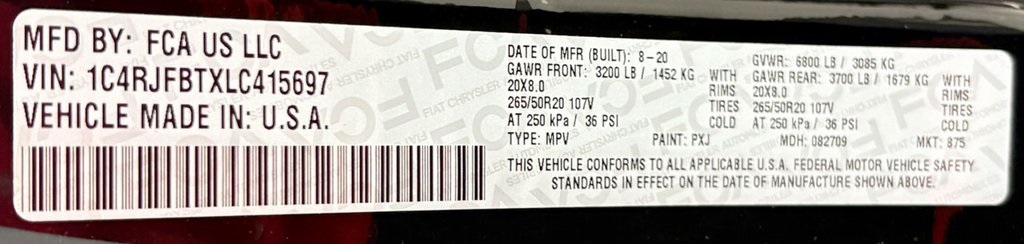 MFD BY: FCA US LLC
VIN: 1C4RJFBTXLC415697
VEHICLE MADE IN: U.S.A.
DATE OF MFR (BUILT): 8-20 GVWR: 6800 LB / 3085 KG
GAWR FRONT: 3200 LB / 1452 KG WITH GAWR REAR: 3700 LB / 1679 KG WITH
20X8.0 RIMS 20X8.0 RIMS
265/50R20 107V TIRES 265/50R20 107V TIRES
AT 250 kPa / 36 PSI COLD AT 250 kPa / 36 PSI COLD
TYPE: MPV PAINT: PXJ MDH: 082709 MKT: 875
THIS VEHICLE CONFORMS TO ALL APPLICABLE U.S.A. FEDERAL MOTOR VEHICLE SAFETY
STANDARDS IN EFFECT ON THE DATE OF MANUFACTURE SHOWN ABOVE.